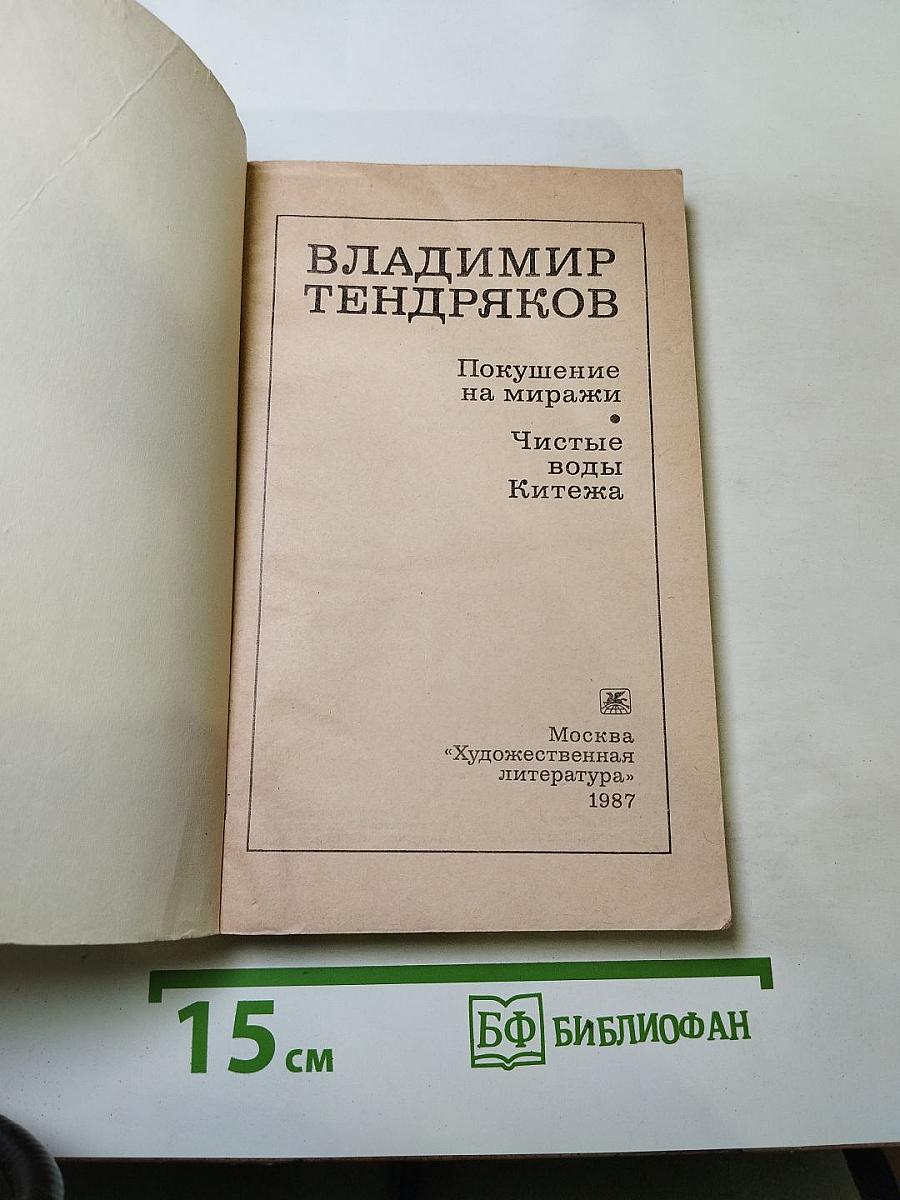 ВЛАДИМИР
ТЕНДРЯКОВ
Покушение
на миражи
•
Чистые
воды
Китежа
Москва
«Художественная
литература»
1987
15 см
БФ БИБЛИОФАН